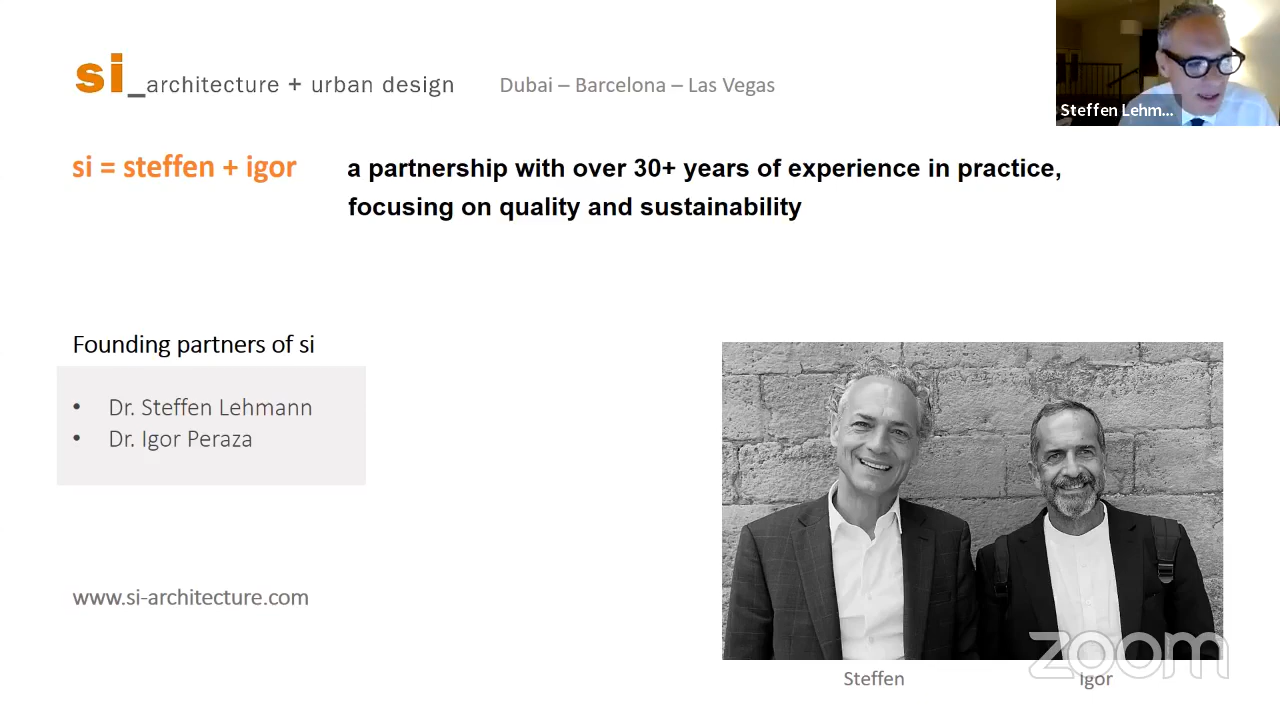 si_architecture + urban design
Dubai – Barcelona – Las Vegas
Steffen Lehm...
si = steffen + igor
a partnership with over 30+ years of experience in practice,
focusing on quality and sustainability
Founding partners of si
• Dr. Steffen Lehmann
• Dr. Igor Peraza
www.si-architecture.com
zoom
Steffen
Igor